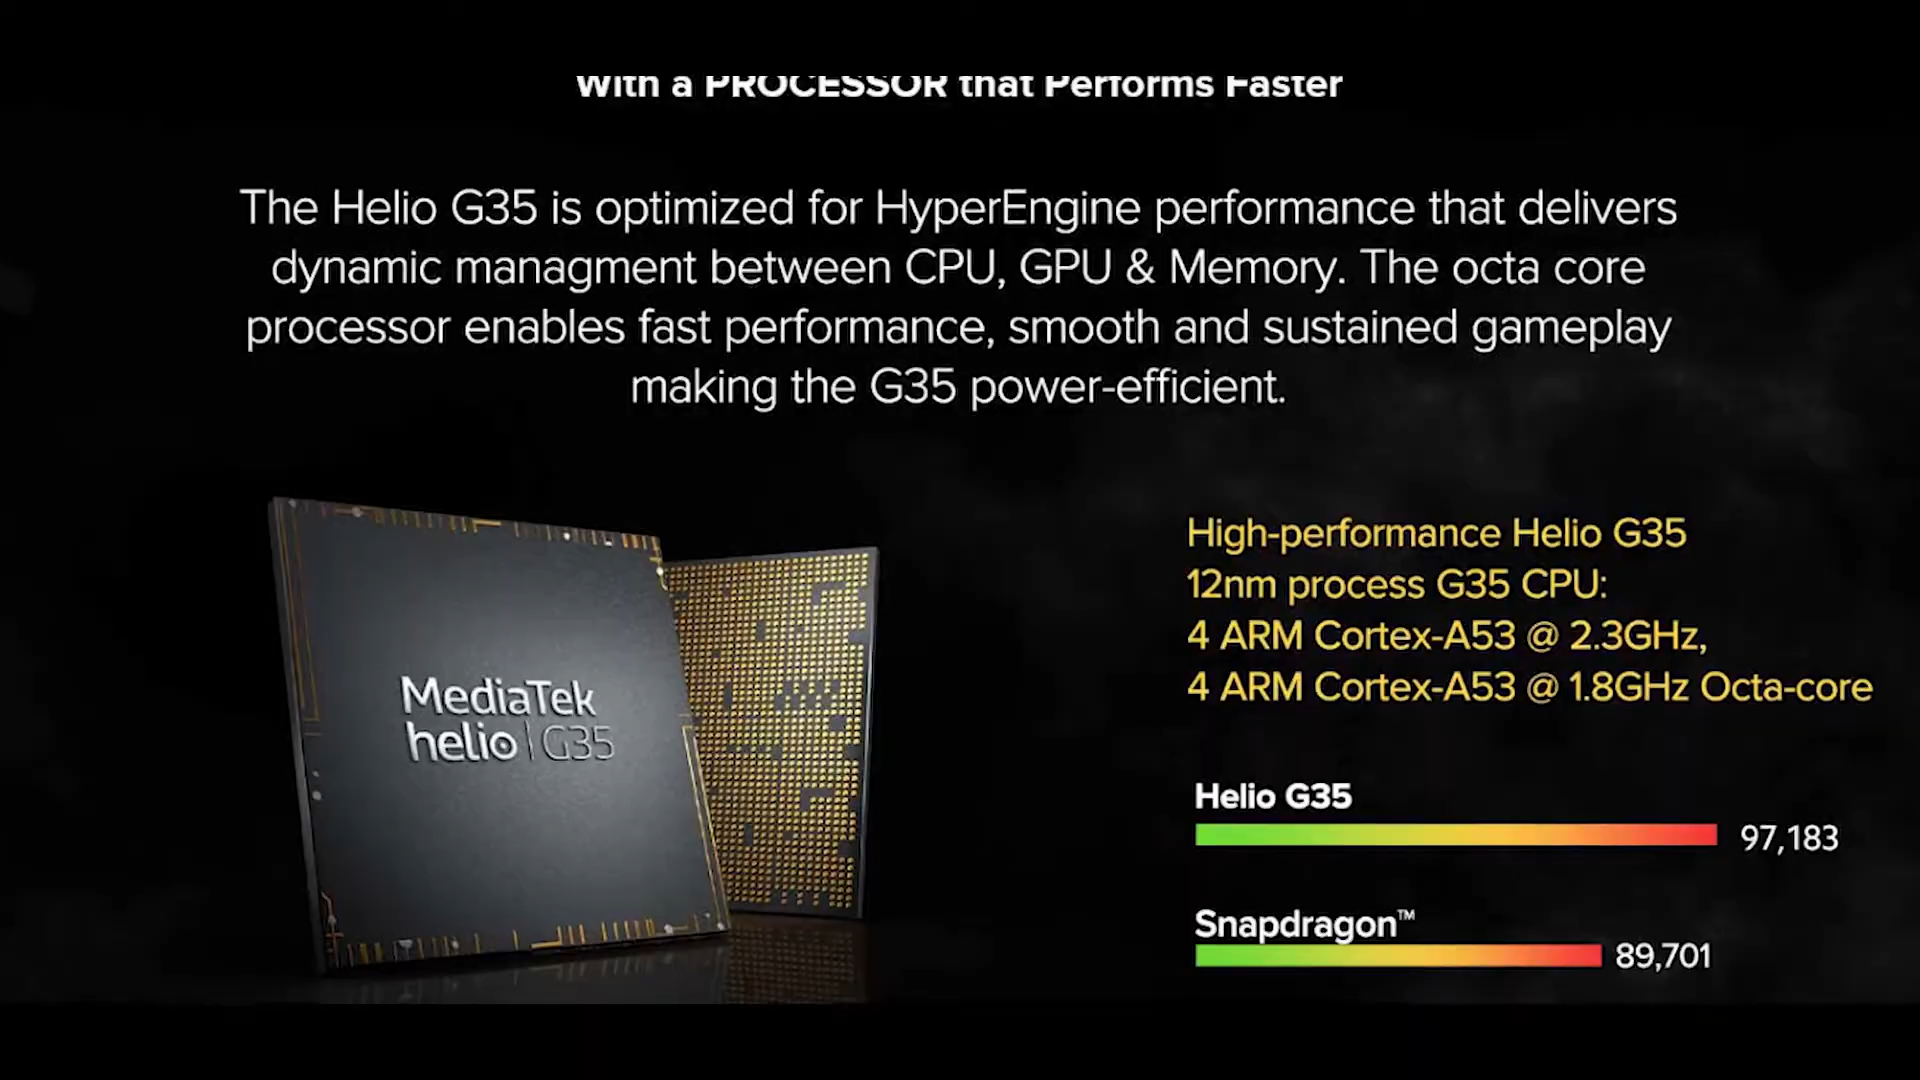 With a PROCESSOR that Performs Faster
The Helio G35 is optimized for HyperEngine performance that delivers
dynamic managment between CPU, GPU & Memory. The octa core
processor enables fast performance, smooth and sustained gameplay
making the G35 power-efficient.
MediaTek
helio | G35
High-performance Helio G35
12nm process G35 CPU:
4 ARM Cortex-A53 @ 2.3GHz,
4 ARM Cortex-A53 @ 1.8GHz Octa-core
Helio G35
97,183
Snapdragon™
89,701